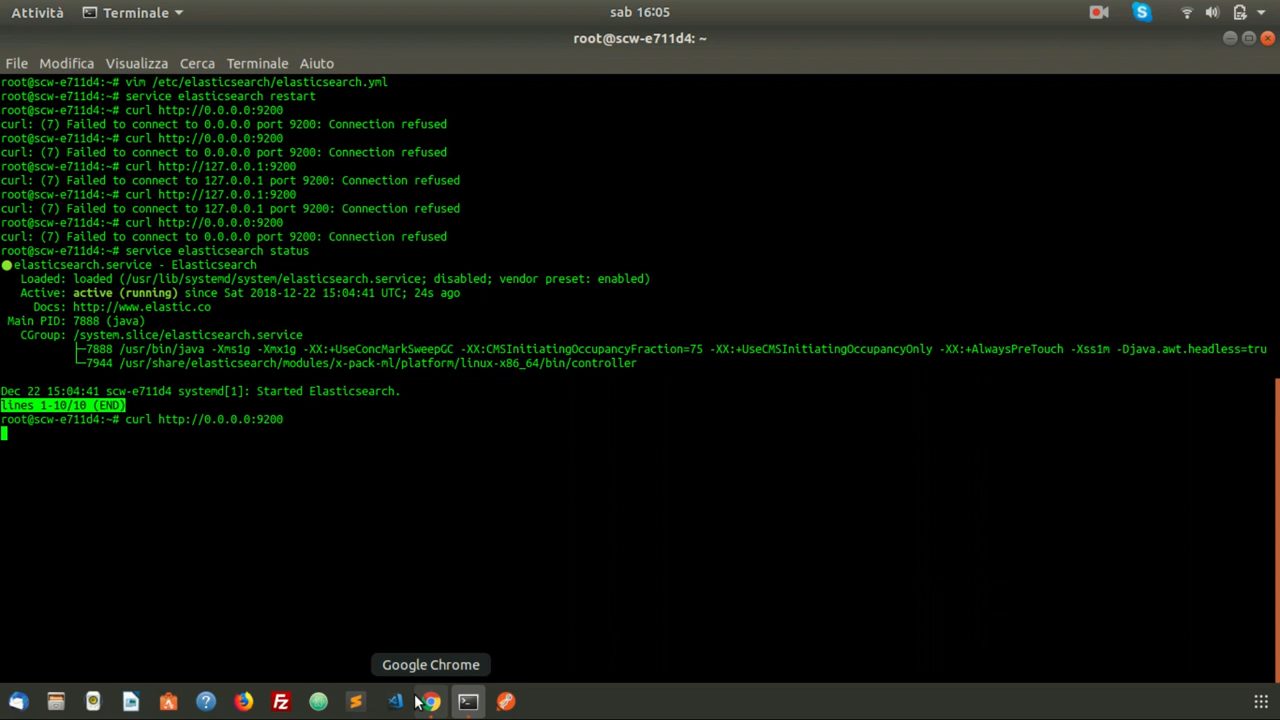 Attività Terminale sab 16:05
root@scw-e711d4: ~
File Modifica Visualizza Cerca Terminale Aiuto
root@scw-e711d4:~# vim /etc/elasticsearch/elasticsearch.yml
root@scw-e711d4:~# service elasticsearch restart
root@scw-e711d4:~# curl http://0.0.0.0:9200
curl: (7) Failed to connect to 0.0.0.0 port 9200: Connection refused
root@scw-e711d4:~# curl http://0.0.0.0:9200
curl: (7) Failed to connect to 0.0.0.0 port 9200: Connection refused
root@scw-e711d4:~# curl http://127.0.0.1:9200
curl: (7) Failed to connect to 127.0.0.1 port 9200: Connection refused
root@scw-e711d4:~# curl http://127.0.0.1:9200
curl: (7) Failed to connect to 127.0.0.1 port 9200: Connection refused
root@scw-e711d4:~# curl http://0.0.0.0:9200
curl: (7) Failed to connect to 0.0.0.0 port 9200: Connection refused
root@scw-e711d4:~# service elasticsearch status
elasticsearch.service - Elasticsearch
Loaded: loaded (/usr/lib/systemd/system/elasticsearch.service; disabled; vendor preset: enabled)
Active: active (running) since Sat 2018-12-22 15:04:41 UTC; 24s ago
Docs: http://www.elastic.co
Main PID: 7888 (java)
CGroup: /system.slice/elasticsearch.service
├─7888 /usr/bin/java -Xms1g -Xmx1g -XX:+UseConcMarkSweepGC -XX:CMSInitiatingOccupancyFraction=75 -XX:+UseCMSInitiatingOccupancyOnly -XX:+AlwaysPreTouch -Xss1m -Djava.awt.headless=tru
└─7944 /usr/share/elasticsearch/modules/x-pack-ml/platform/linux-x86_64/bin/controller
Dec 22 15:04:41 scw-e711d4 systemd[1]: Started Elasticsearch.
lines 1-10/10 (END)
root@scw-e711d4:~# curl http://0.0.0.0:9200
Google Chrome